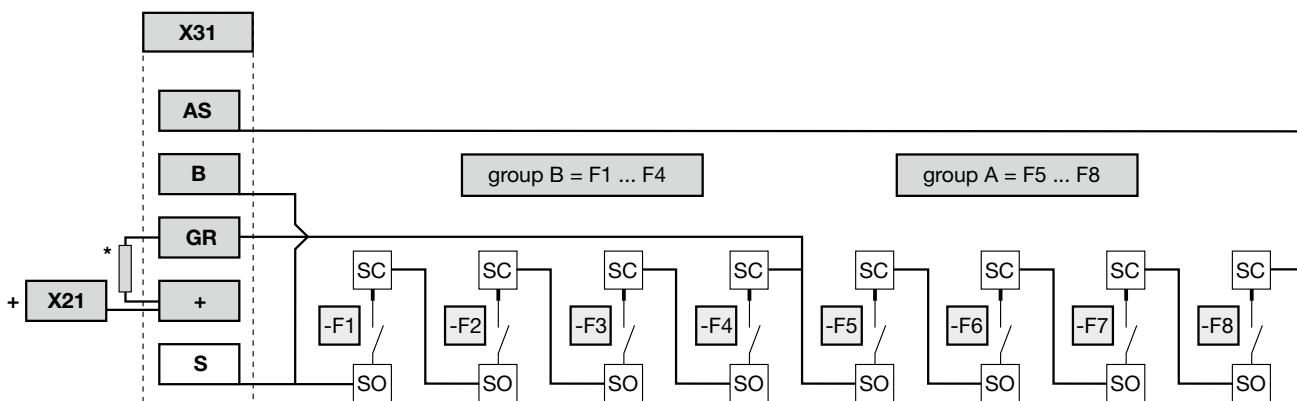 X31
AS
B
group B = F1 ... F4
group A = F5 ... F8
GR
*
SC SC SC SC SC SC SC SC
+ X21 +
-F1 -F2 -F3 -F4 -F5 -F6 -F7 -F8
S
SO SO SO SO SO SO SO SO